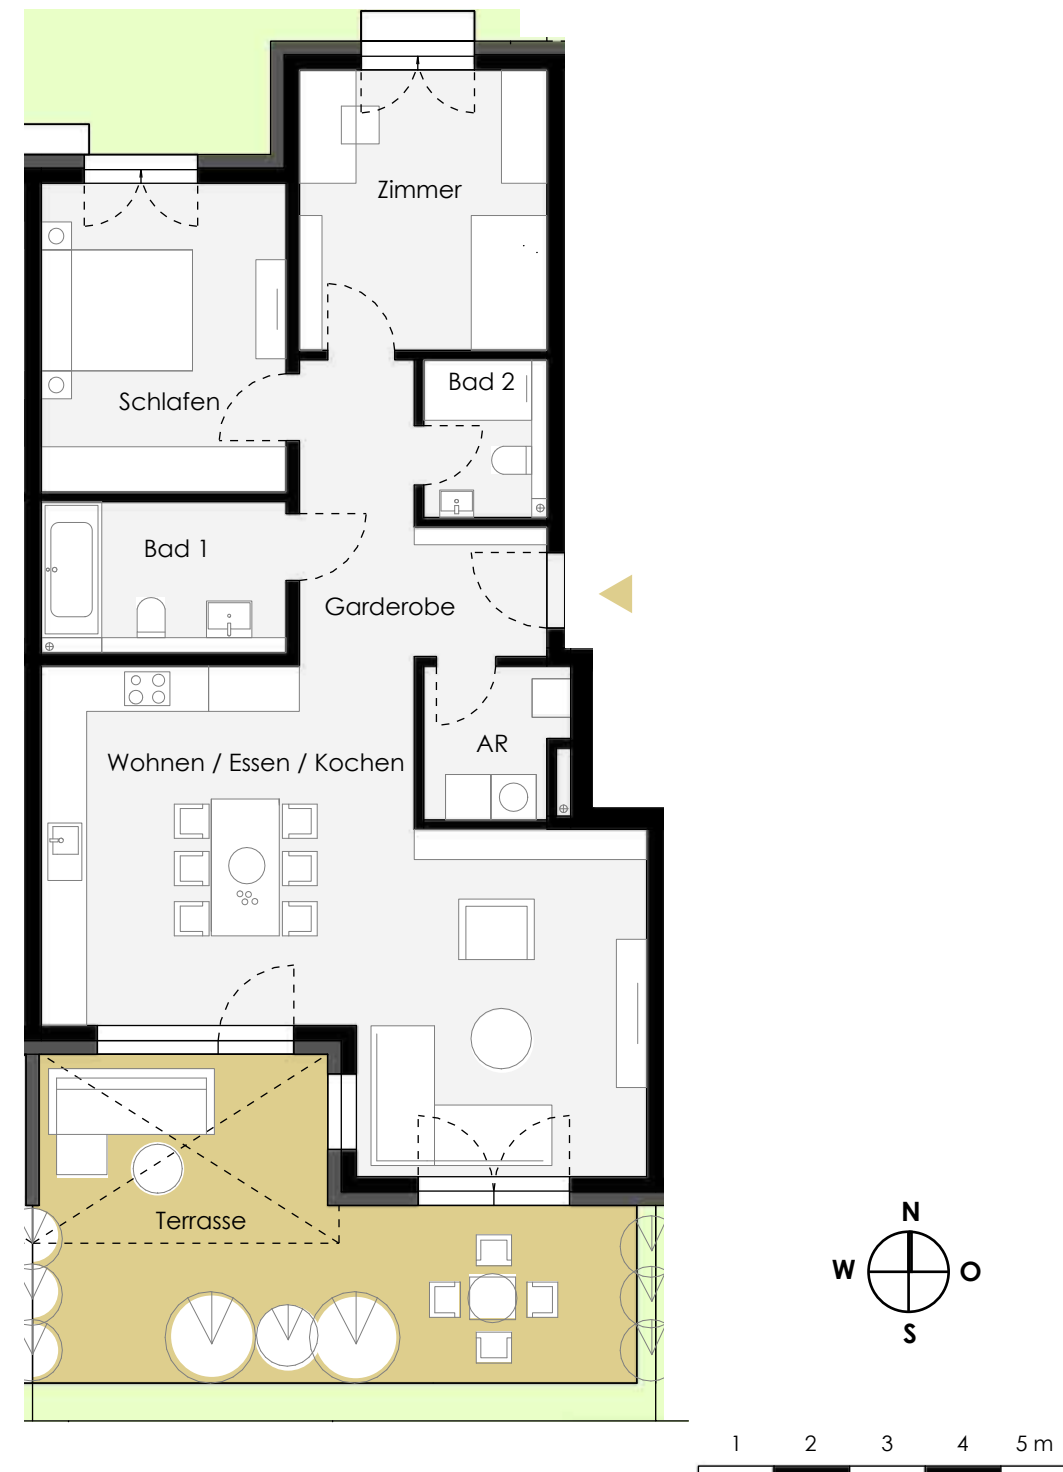 Zimmer
Bad 2
Schlafen
Bad 1
Garderobe
AR
Wohnen / Essen / Kochen
Terrasse
N
W O
S
1 2 3 4 5 m